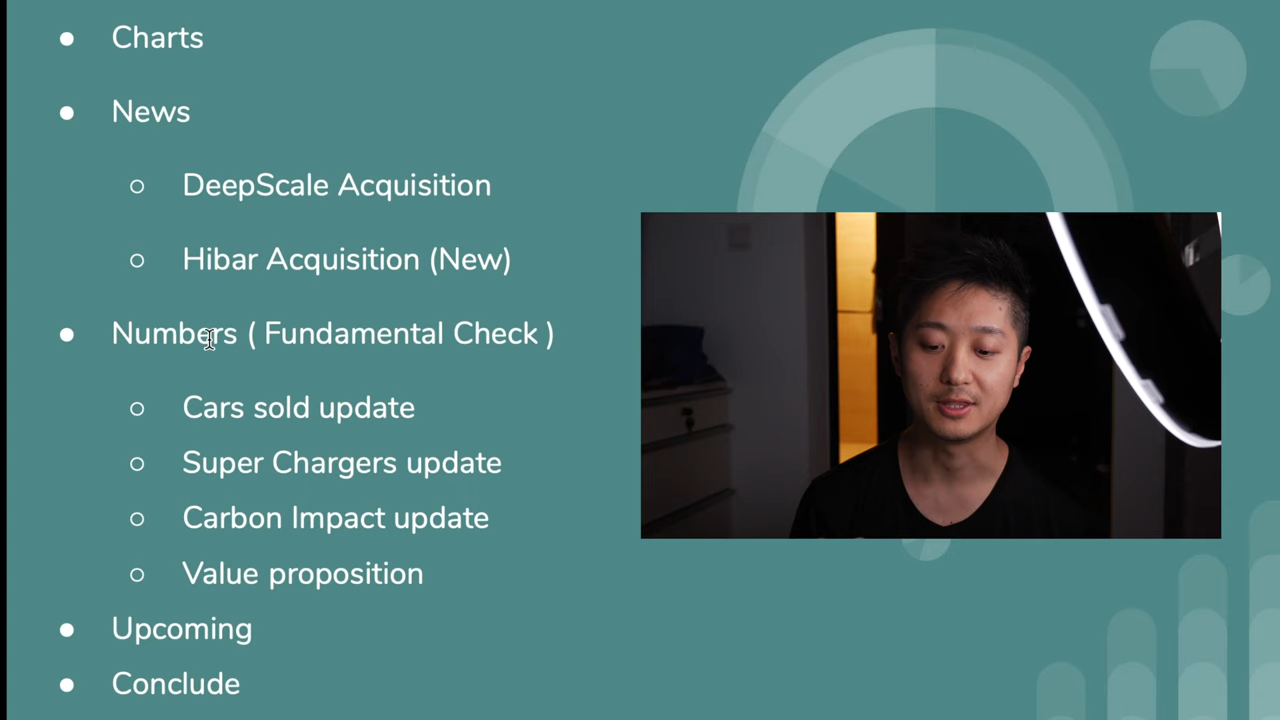 Charts
News
DeepScale Acquisition
Hibar Acquisition (New)
Numbers ( Fundamental Check )
Cars sold update
Super Chargers update
Carbon Impact update
Value proposition
Upcoming
Conclude